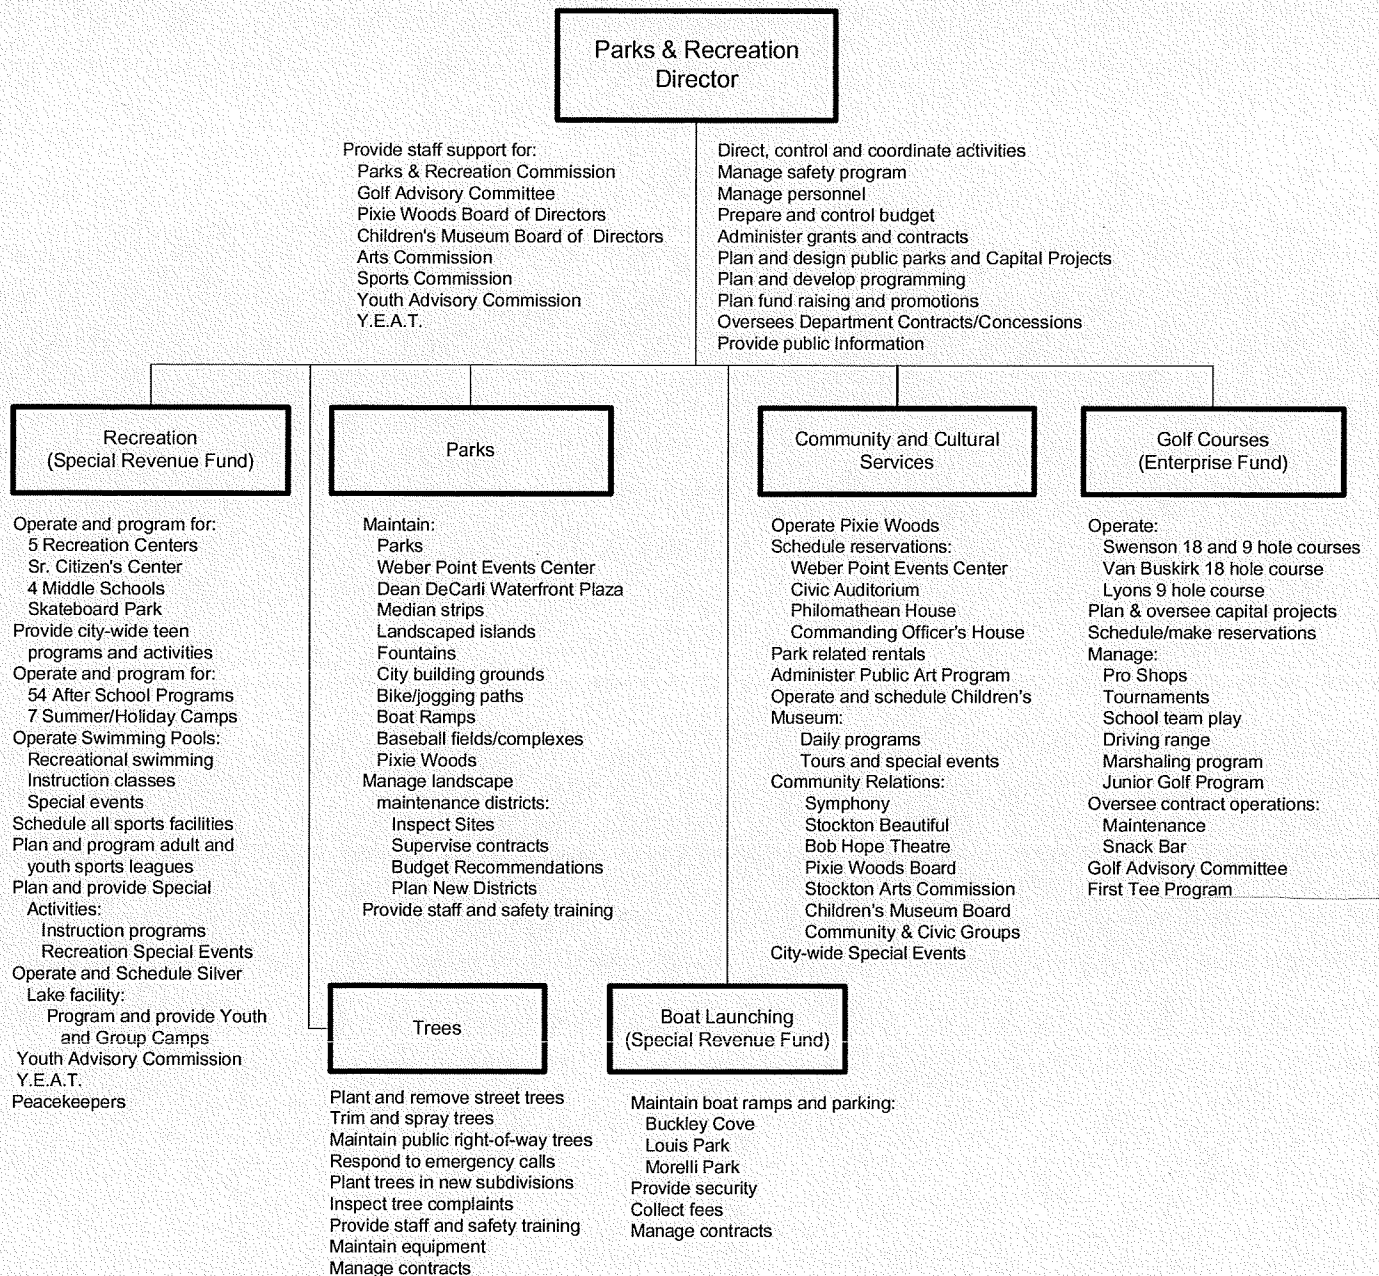 Parks & Recreation
Director
Provide staff support for:
Parks & Recreation Commission
Golf Advisory Committee
Pixie Woods Board of Directors
Children's Museum Board of Directors
Arts Commission
Sports Commission
Youth Advisory Commission
Y.E.A.T.
Direct, control and coordinate activities
Manage safety program
Manage personnel
Prepare and control budget
Administer grants and contracts
Plan and design public parks and Capital Projects
Plan and develop programming
Plan fund raising and promotions
Oversees Department Contracts/Concessions
Provide public Information
Recreation
(Special Revenue Fund)
Operate and program for:
5 Recreation Centers
Sr. Citizen's Center
4 Middle Schools
Skateboard Park
Provide city-wide teen
programs and activities
Operate and program for:
54 After School Programs
7 Summer/Holiday Camps
Operate Swimming Pools:
Recreational swimming
Instruction classes
Special events
Schedule all sports facilities
Plan and program adult and
youth sports leagues
Plan and provide Special
Activities:
Instruction programs
Recreation Special Events
Operate and Schedule Silver
Lake facility:
Program and provide Youth
and Group Camps
Youth Advisory Commission
Y.E.A.T.
Peacekeepers
Parks
Maintain:
Parks
Weber Point Events Center
Dean DeCarli Waterfront Plaza
Median strips
Landscaped islands
Fountains
City building grounds
Bike/jogging paths
Boat Ramps
Baseball fields/complexes
Pixie Woods
Manage landscape
maintenance districts:
Inspect Sites
Supervise contracts
Budget Recommendations
Plan New Districts
Provide staff and safety training
Community and Cultural
Services
Operate Pixie Woods
Schedule reservations:
Weber Point Events Center
Civic Auditorium
Philomathean House
Commanding Officer's House
Park related rentals
Administer Public Art Program
Operate and schedule Children's
Museum:
Daily programs
Tours and special events
Community Relations:
Symphony
Stockton Beautiful
Bob Hope Theatre
Pixie Woods Board
Stockton Arts Commission
Children's Museum Board
Community & Civic Groups
City-wide Special Events
Golf Courses
(Enterprise Fund)
Operate:
Swenson 18 and 9 hole courses
Van Buskirk 18 hole course
Lyons 9 hole course
Plan & oversee capital projects
Schedule/make reservations
Manage:
Pro Shops
Tournaments
School team play
Driving range
Marshaling program
Junior Golf Program
Oversee contract operations:
Maintenance
Snack Bar
Golf Advisory Committee
First Tee Program
Trees
Plant and remove street trees
Trim and spray trees
Maintain public right-of-way trees
Respond to emergency calls
Plant trees in new subdivisions
Inspect tree complaints
Provide staff and safety training
Maintain equipment
Manage contracts
Boat Launching
(Special Revenue Fund)
Maintain boat ramps and parking:
Buckley Cove
Louis Park
Morelli Park
Provide security
Collect fees
Manage contracts